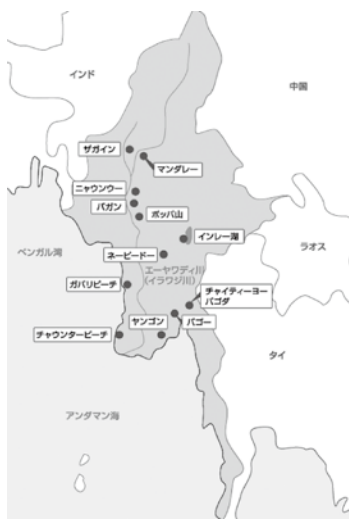 インド
中国
ザガイン
マンダレー
ニャウンウー
バガン
ポッパ山
インレー湖
ラオス
ベンガル湾
ネーピードー
エーヤワディ川
(イラワジ川)
ガパリビーチ
チャイティーヨー
パゴダ
ヤンゴン
バゴー
チャウンタービーチ
タイ
アンダマン海